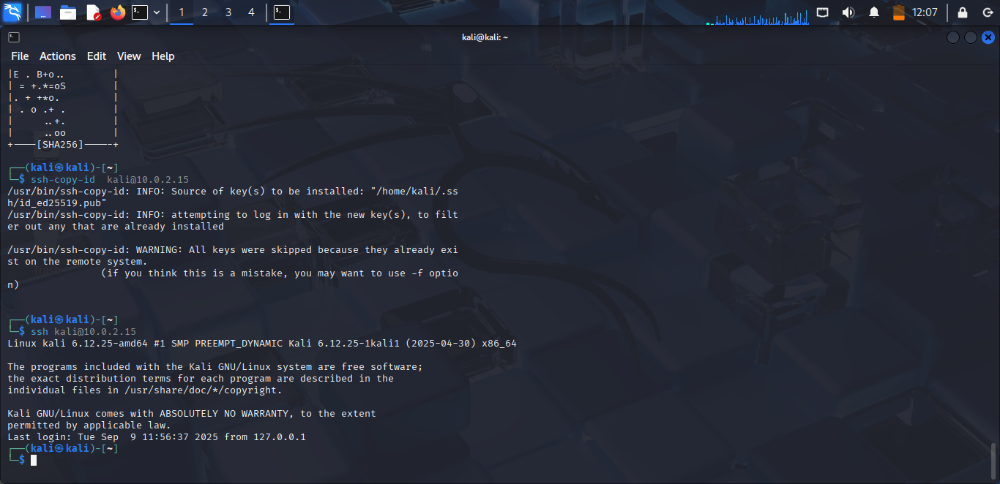 1 2 3 4 12:07
kali@kali: ~
File Actions Edit View Help
|E . B+o.. |
| = +.*=oS |
|. + ++*o. |
| . o .+ . |
| ..+. |
| ..oo |
+----[SHA256]-----+
┌──(kali㉿kali)-[~]
└─$ ssh-copy-id kali@10.0.2.15
/usr/bin/ssh-copy-id: INFO: Source of key(s) to be installed: "/home/kali/.ss
h/id_ed25519.pub"
/usr/bin/ssh-copy-id: INFO: attempting to log in with the new key(s), to filt
er out any that are already installed
/usr/bin/ssh-copy-id: WARNING: All keys were skipped because they already exi
st on the remote system.
(if you think this is a mistake, you may want to use -f optio
n)
┌──(kali㉿kali)-[~]
└─$ ssh kali@10.0.2.15
Linux kali 6.12.25-amd64 #1 SMP PREEMPT_DYNAMIC Kali 6.12.25-1kali1 (2025-04-30) x86_64
The programs included with the Kali GNU/Linux system are free software;
the exact distribution terms for each program are described in the
individual files in /usr/share/doc/*/copyright.
Kali GNU/Linux comes with ABSOLUTELY NO WARRANTY, to the extent
permitted by applicable law.
Last login: Tue Sep  9 11:56:37 2025 from 127.0.0.1
┌──(kali㉿kali)-[~]
└─$